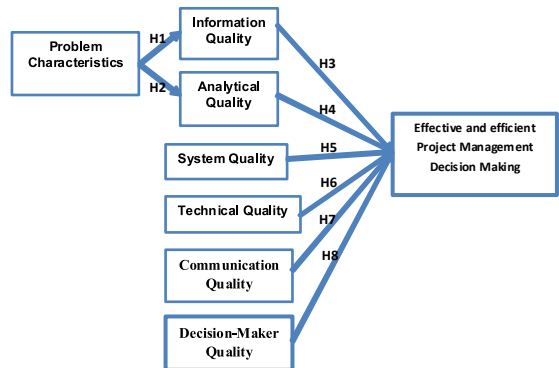 Problem
Characteristics
H1
H2
Information
Quality
Analytical
Quality
System Quality
Technical Quality
Communication
Quality
Decision-Maker
Quality
H3
H4
H5
H6
H7
H8
Effective and efficient
Project Management
Decision Making